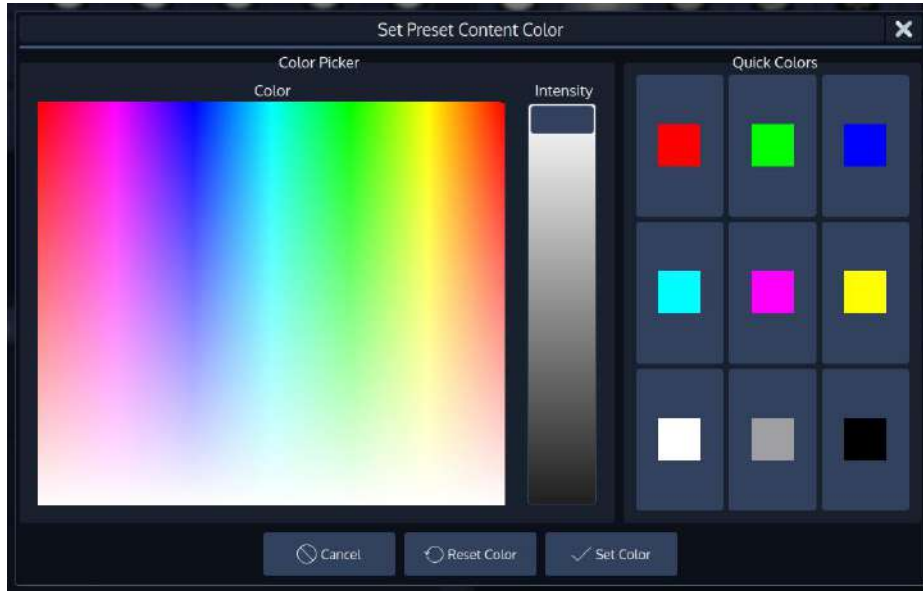 Set Preset Content Color
Color Picker
Quick Colors
Color
Intensity
Cancel
Reset Color
Set Color